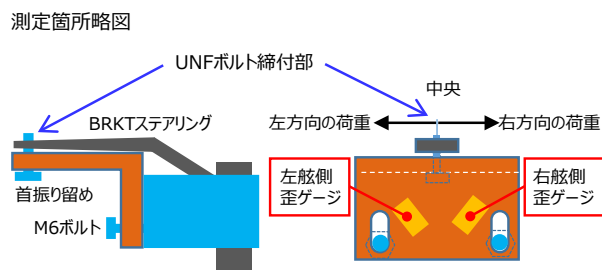 測定箇所略図
UNFボルト締付部
中央
BRKTステアリング
左方向の荷重
右方向の荷重
首振り留め
M6ボルト
左舷側
歪ゲージ
右舷側
歪ゲージ